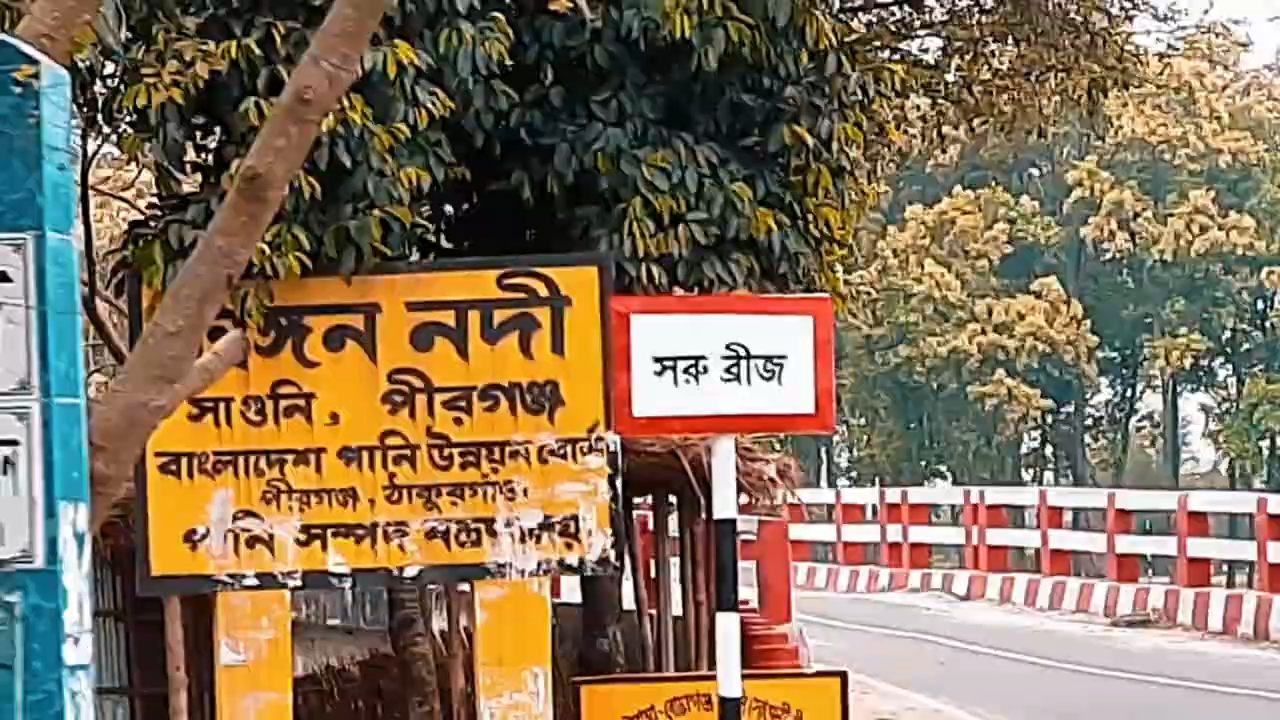 নদী
সাগুনি, পীরগঞ্জ
বাংলাদেশ পানি উন্নয়ন বোর্ড
পীরগঞ্জ, ঠাকুরগাঁও।
পানি সম্পদ মন্ত্রণালয়
সরু ব্রীজ